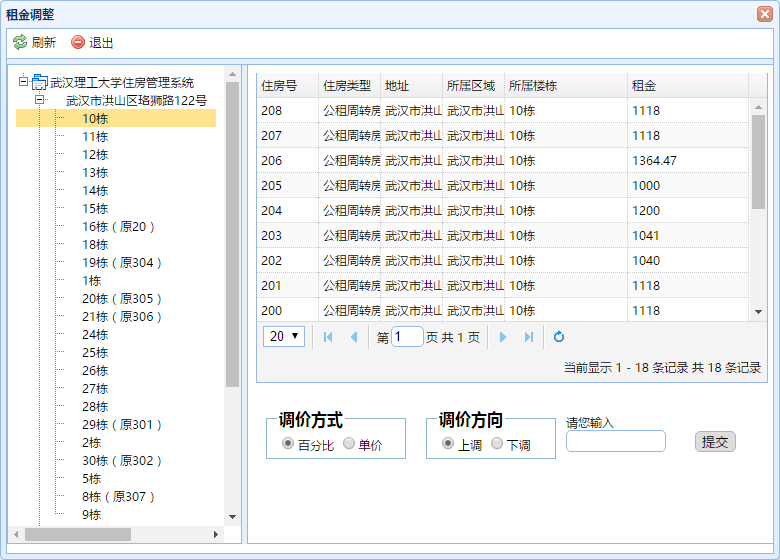 租金调整
刷新 退出
武汉理工大学住房管理系统
武汉市洪山区珞狮路122号
10栋
11栋
12栋
13栋
14栋
15栋
16栋（原20）
18栋
19栋（原304）
1栋
20栋（原305）
21栋（原306）
24栋
25栋
26栋
27栋
28栋
29栋（原301）
2栋
30栋（原302）
5栋
8栋（原307）
9栋
住房号 住房类型 地址 所属区域 所属楼栋 租金
208 公租周转房 武汉市洪山 武汉市洪山 10栋 1118
207 公租周转房 武汉市洪山 武汉市洪山 10栋 1118
206 公租周转房 武汉市洪山 武汉市洪山 10栋 1364.47
205 公租周转房 武汉市洪山 武汉市洪山 10栋 1000
204 公租周转房 武汉市洪山 武汉市洪山 10栋 1200
203 公租周转房 武汉市洪山 武汉市洪山 10栋 1041
202 公租周转房 武汉市洪山 武汉市洪山 10栋 1040
201 公租周转房 武汉市洪山 武汉市洪山 10栋 1118
200 公租周转房 武汉市洪山 武汉市洪山 10栋 1118
20 第 1 页 共 1 页
当前显示 1 - 18 条记录 共 18 条记录
调价方式 调价方向 请您输入
百分比 单价 上调 下调 提交